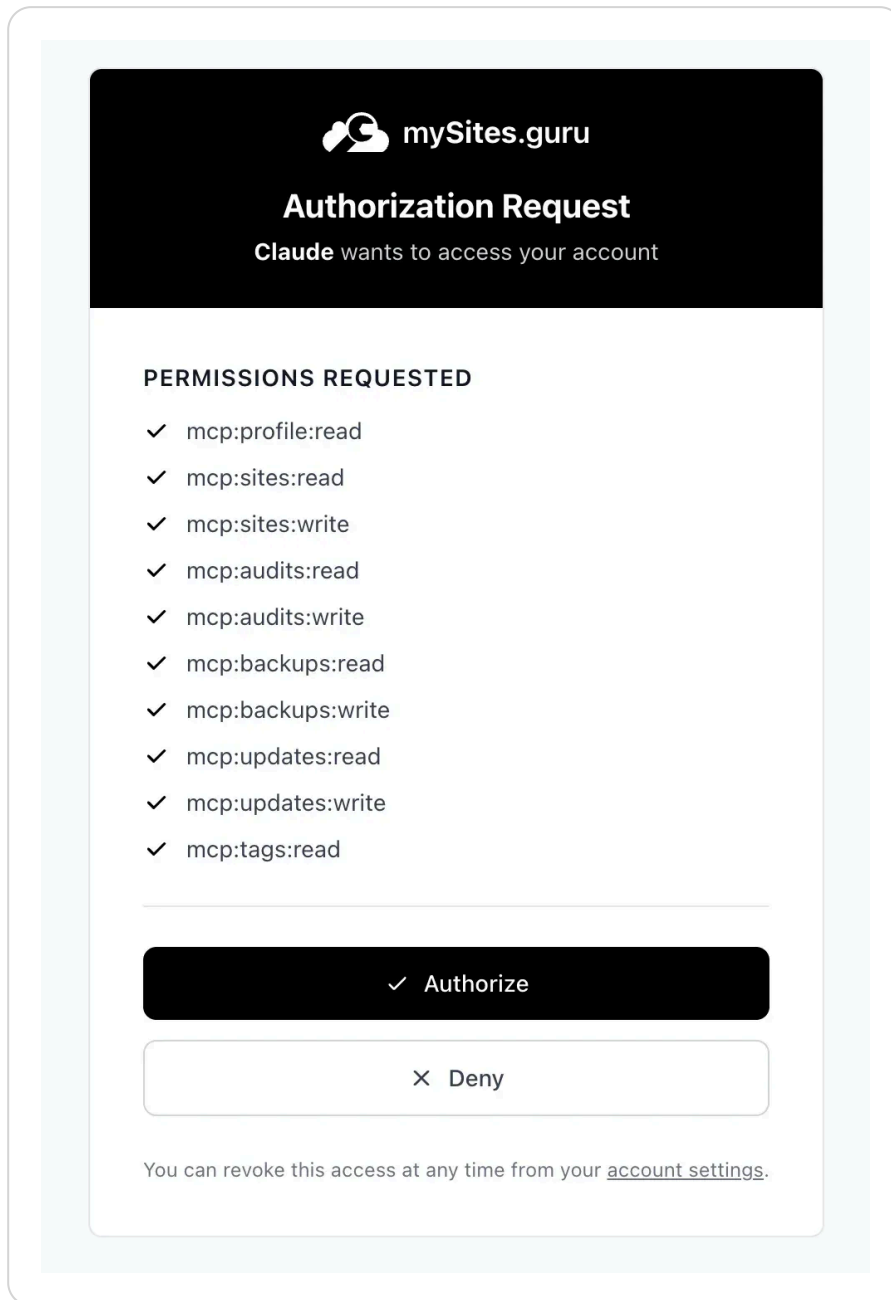 mySites.guru
Authorization Request
Claude wants to access your account
PERMISSIONS REQUESTED
mcp:profile:read
mcp:sites:read
mcp:sites:write
mcp:audits:read
mcp:audits:write
mcp:backups:read
mcp:backups:write
mcp:updates:read
mcp:updates:write
mcp:tags:read
Authorize
Deny
You can revoke this access at any time from your account settings.